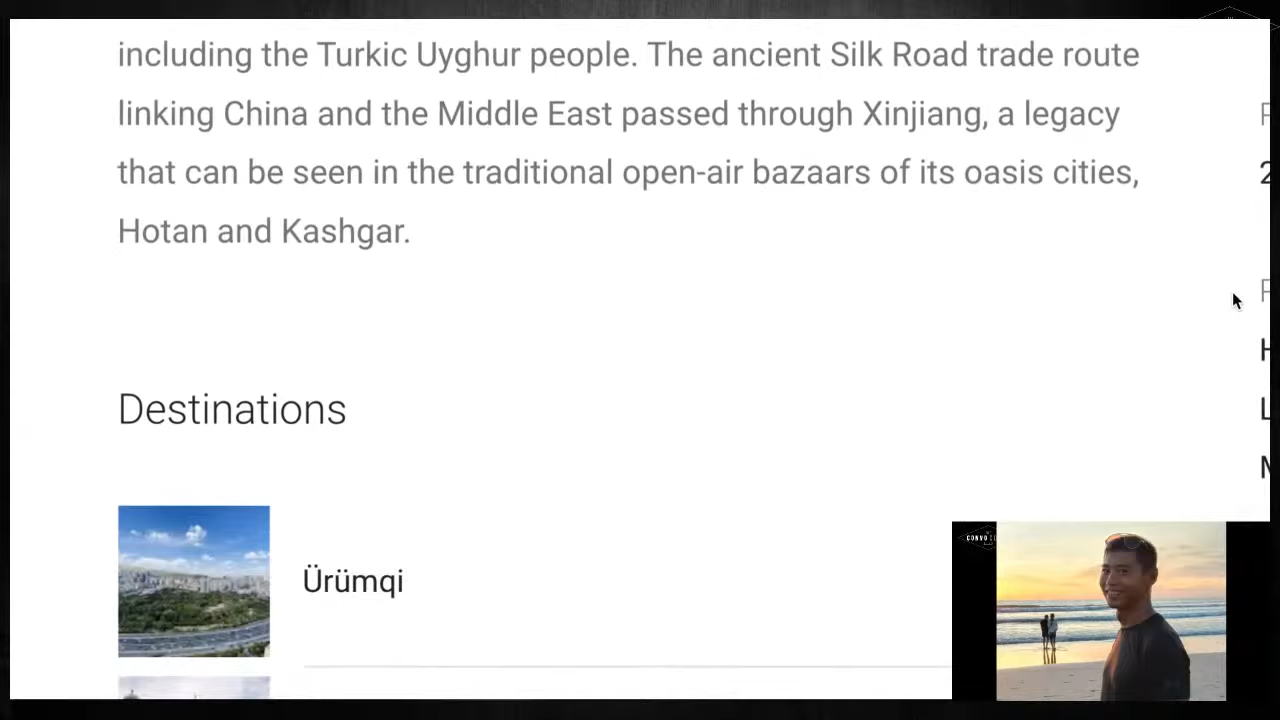 including the Turkic Uyghur people. The ancient Silk Road trade route
linking China and the Middle East passed through Xinjiang, a legacy
that can be seen in the traditional open-air bazaars of its oasis cities,
Hotan and Kashgar.
Destinations
Ürümqi